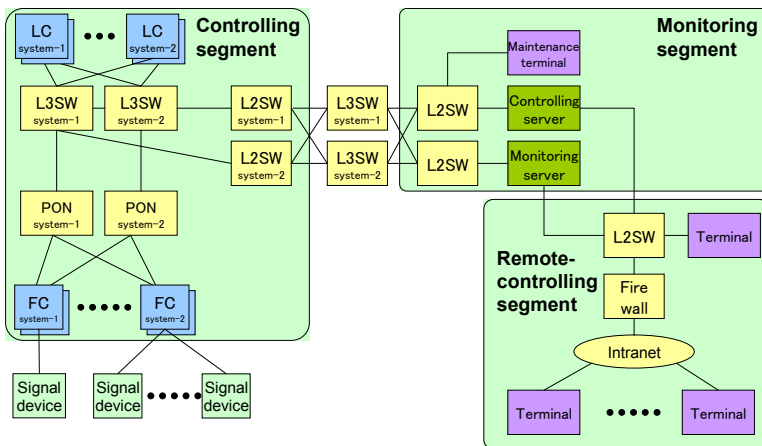 Controlling
segment
LC
system-1
LC
system-2
L3SW
system-1
L3SW
system-2
L2SW
system-1
L2SW
system-2
PON
system-1
PON
system-2
FC
system-1
FC
system-2
Signal
device
Signal
device
Signal
device
L3SW
system-1
L3SW
system-2
Monitoring
segment
Maintenance
terminal
L2SW
Controlling
server
L2SW
Monitoring
server
Remote-
controlling
segment
L2SW
Terminal
Fire
wall
Intranet
Terminal
Terminal